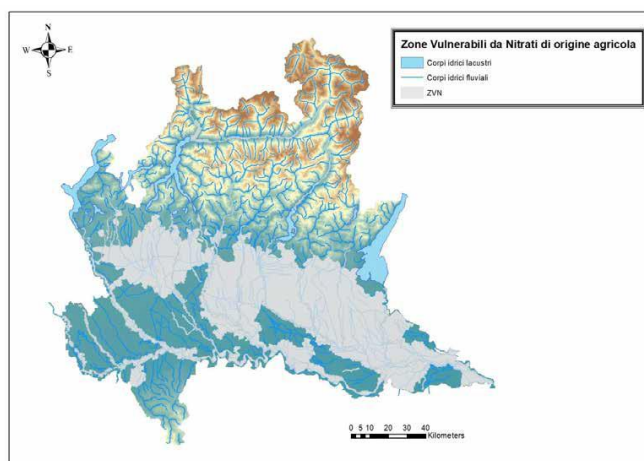 N
W E
S
Zone Vulnerabili da Nitrati di origine agricola
Corpi idrici lacustri
Corpi idrici fluviali
ZVN
0 5 10 20 30 40
Kilometers